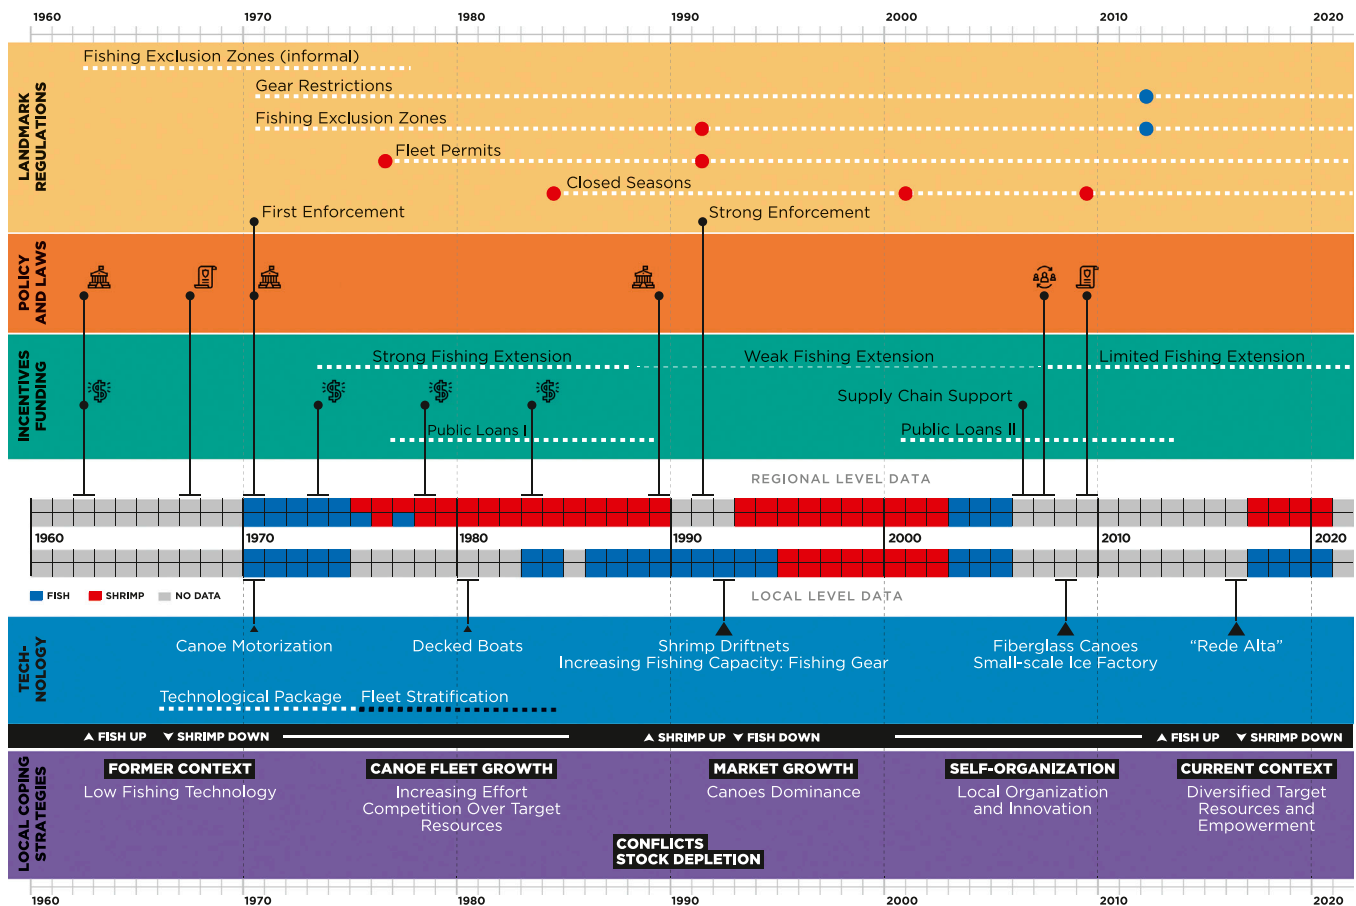 1960 1970 1980 1990 2000 2010 2020
LANDMARK
REGULATIONS
Fishing Exclusion Zones (informal)
Gear Restrictions
Fishing Exclusion Zones
Fleet Permits
Closed Seasons
First Enforcement
Strong Enforcement
POLICY
AND LAWS
INCENTIVES
FUNDING
Strong Fishing Extension
Weak Fishing Extension
Limited Fishing Extension
$ $ $ $
Supply Chain Support
Public Loans I
Public Loans II
REGIONAL LEVEL DATA
1960 1970 1980 1990 2000 2010 2020
FISH SHRIMP NO DATA
LOCAL LEVEL DATA
TECH-
NOLOGY
Canoe Motorization
Decked Boats
Shrimp Driftnets
Increasing Fishing Capacity: Fishing Gear
Fiberglass Canoes
Small-scale Ice Factory
“Rede Alta”
Technological Package
Fleet Stratification
FISH UP SHRIMP DOWN SHRIMP UP FISH DOWN FISH UP SHRIMP DOWN
LOCAL COPING
STRATEGIES
FORMER CONTEXT
Low Fishing Technology
CANOE FLEET GROWTH
Increasing Effort
Competition Over Target
Resources
MARKET GROWTH
Canoes Dominance
SELF-ORGANIZATION
Local Organization
and Innovation
CURRENT CONTEXT
Diversified Target
Resources and
Empowerment
CONFLICTS
STOCK DEPLETION
1960 1970 1980 1990 2000 2010 2020